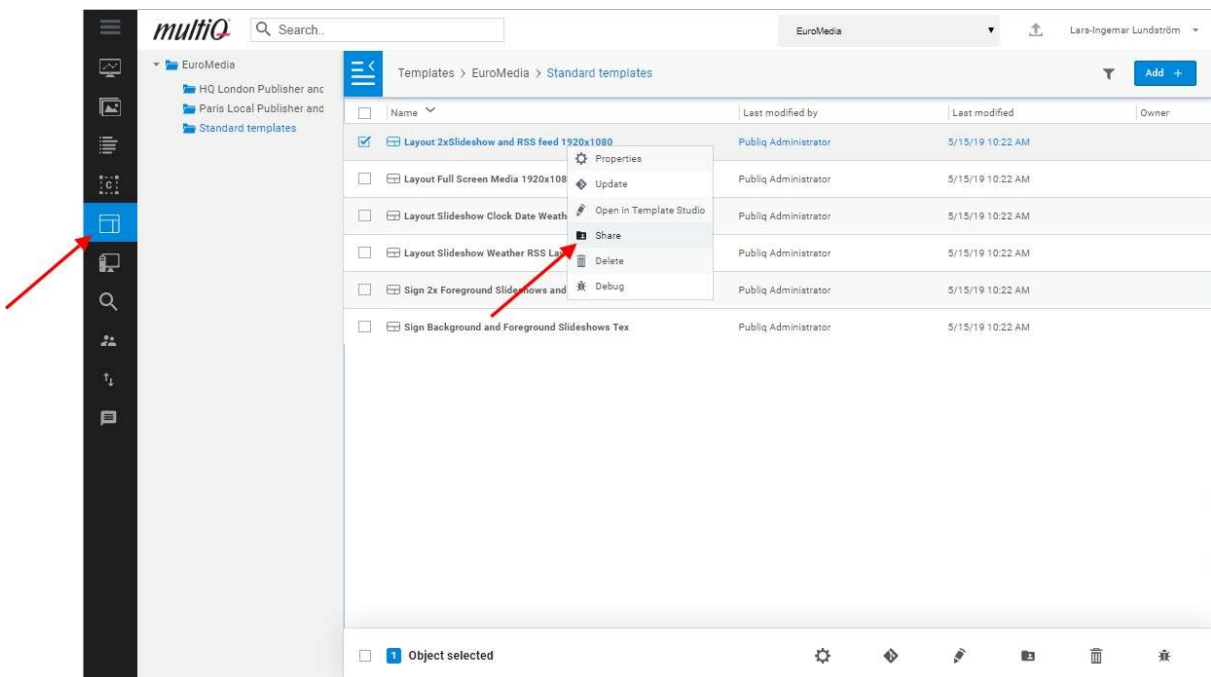 multiQ Search.. EuroMedia Lars-Ingemar Lundström
EuroMedia
HQ London Publisher and
Paris Local Publisher and
Standard templates
C
Templates > EuroMedia > Standard templates Add +
Name Last modified by Last modified Owner
Layout 2xSlideshow and RSS feed 1920x1080 Publiq Administrator 5/15/19 10:22 AM
Layout Full Screen Media 1920x108 Publiq Administrator 5/15/19 10:22 AM
Layout Slideshow Clock Date Weath Publiq Administrator 5/15/19 10:22 AM
Layout Slideshow Weather RSS La Publiq Administrator 5/15/19 10:22 AM
Sign 2x Foreground Slideshows and Publiq Administrator 5/15/19 10:22 AM
Sign Background and Foreground Slideshows Tex Publiq Administrator 5/15/19 10:22 AM
Properties
Update
Open in Template Studio
Share
Delete
Debug
1 Object selected